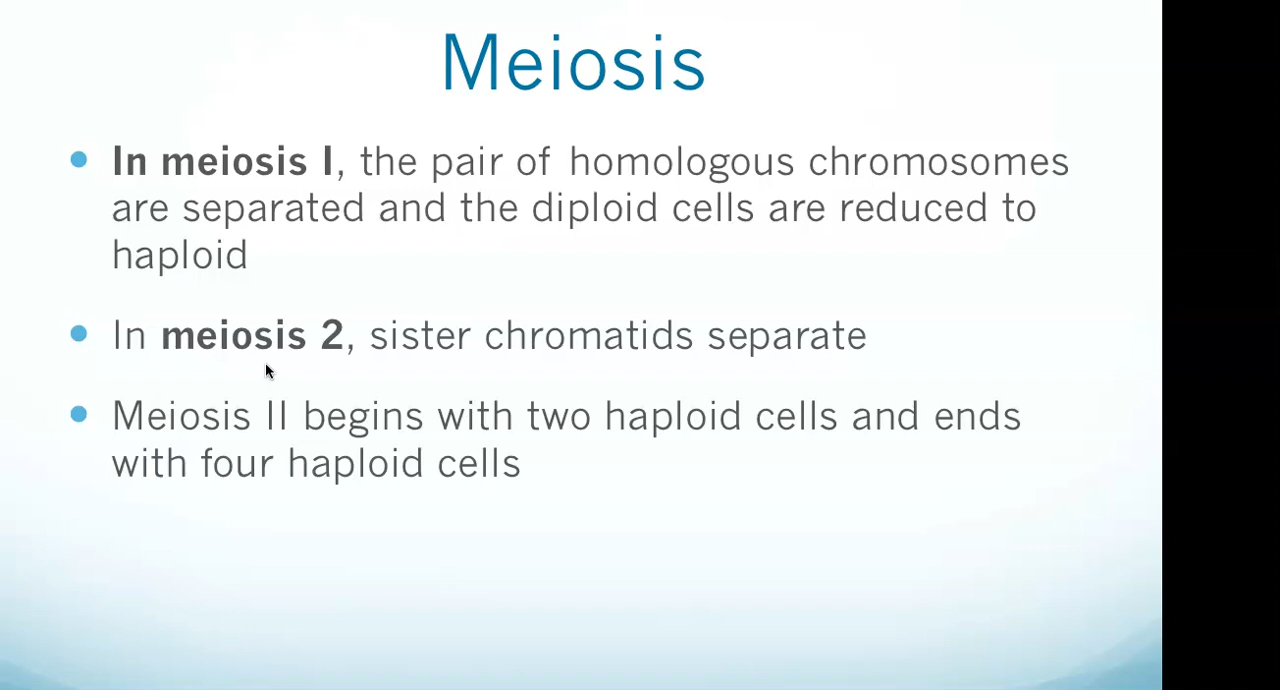 Meiosis
• In meiosis I, the pair of homologous chromosomes
are separated and the diploid cells are reduced to
haploid
• In meiosis 2, sister chromatids separate
• Meiosis II begins with two haploid cells and ends
with four haploid cells